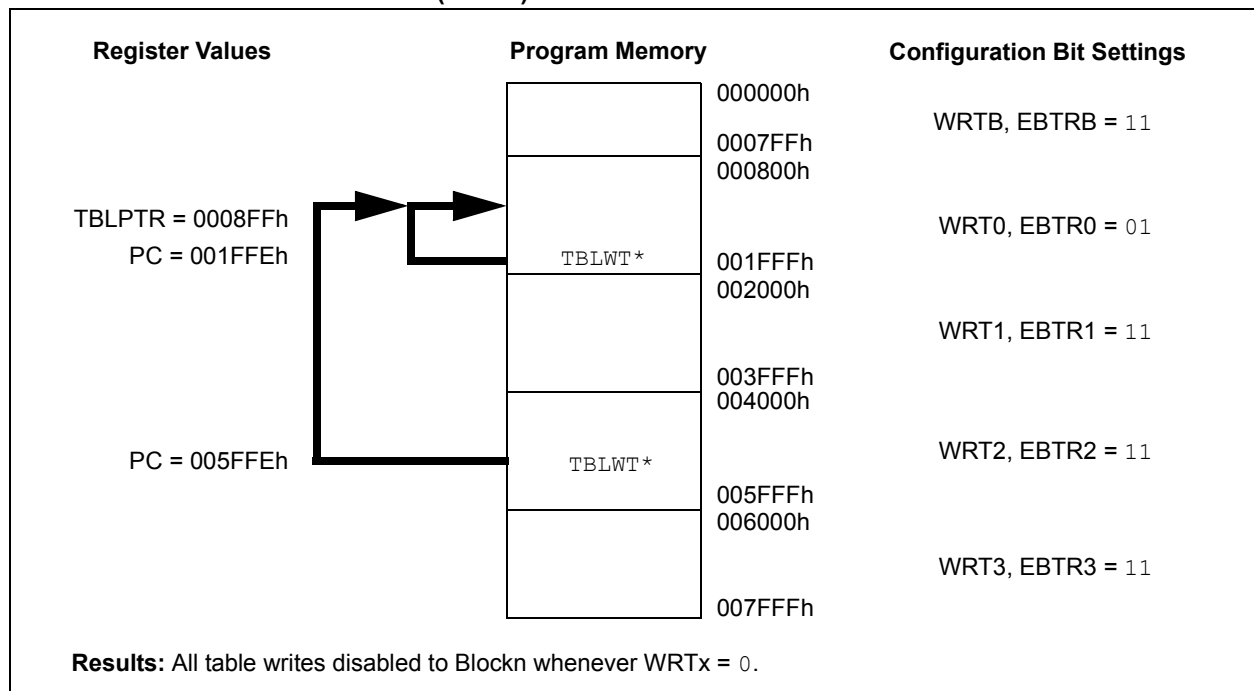 Register Values Program Memory Configuration Bit Settings
000000h
WRTB, EBTRB = 11
0007FFh
000800h
TBLPTR = 0008FFh
WRT0, EBTR0 = 01
PC = 001FFEh
TBLWT*
001FFFh
002000h
WRT1, EBTR1 = 11
003FFFh
004000h
PC = 005FFEh
TBLWT*
WRT2, EBTR2 = 11
005FFFh
006000h
WRT3, EBTR3 = 11
007FFFh
Results: All table writes disabled to Blockn whenever WRTx = 0.